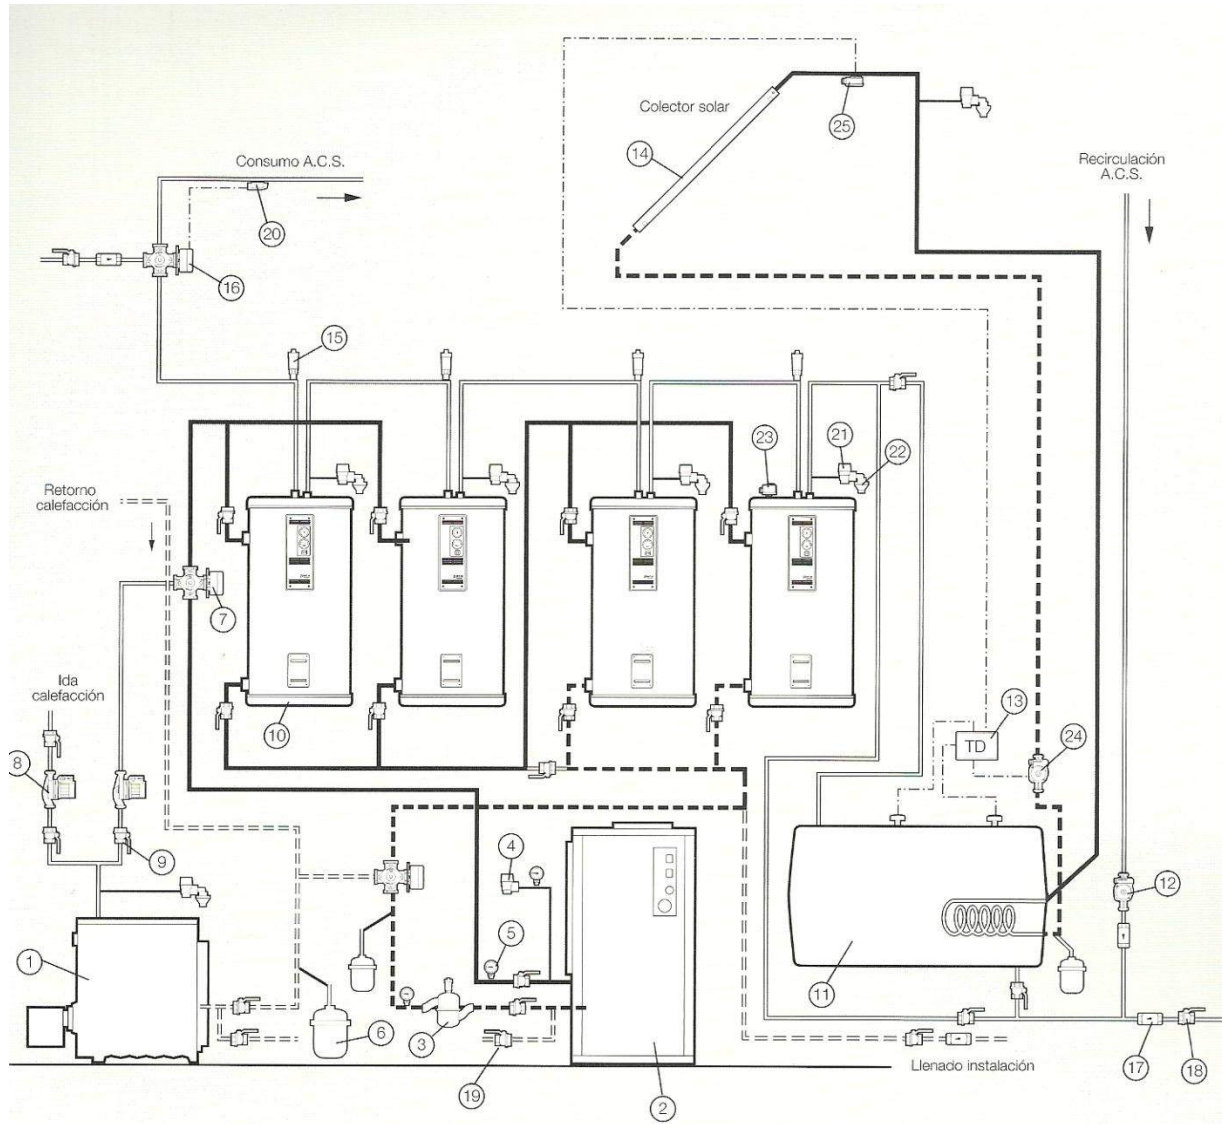 Colector solar
25
14
Consumo A.C.S.
Recirculación
A.C.S.
20
16
15
23
21
22
Retorno
calefacción
7
Ida
calefacción
10
13
TD
24
8
9
4
12
5
1
11
6
3
Llenado instalación
17
18
19
2